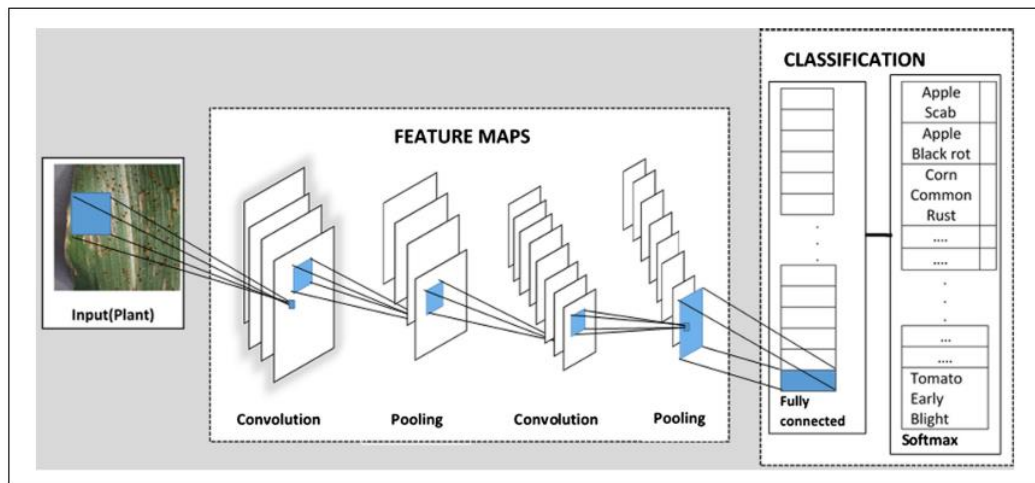 CLASSIFICATION
FEATURE MAPS
Input(Plant)
Convolution
Pooling
Convolution
Pooling
Fully
connected
Apple
Scab
Apple
Black rot
Corn
Common
Rust
....
....
...
....
Tomato
Early
Blight
Softmax